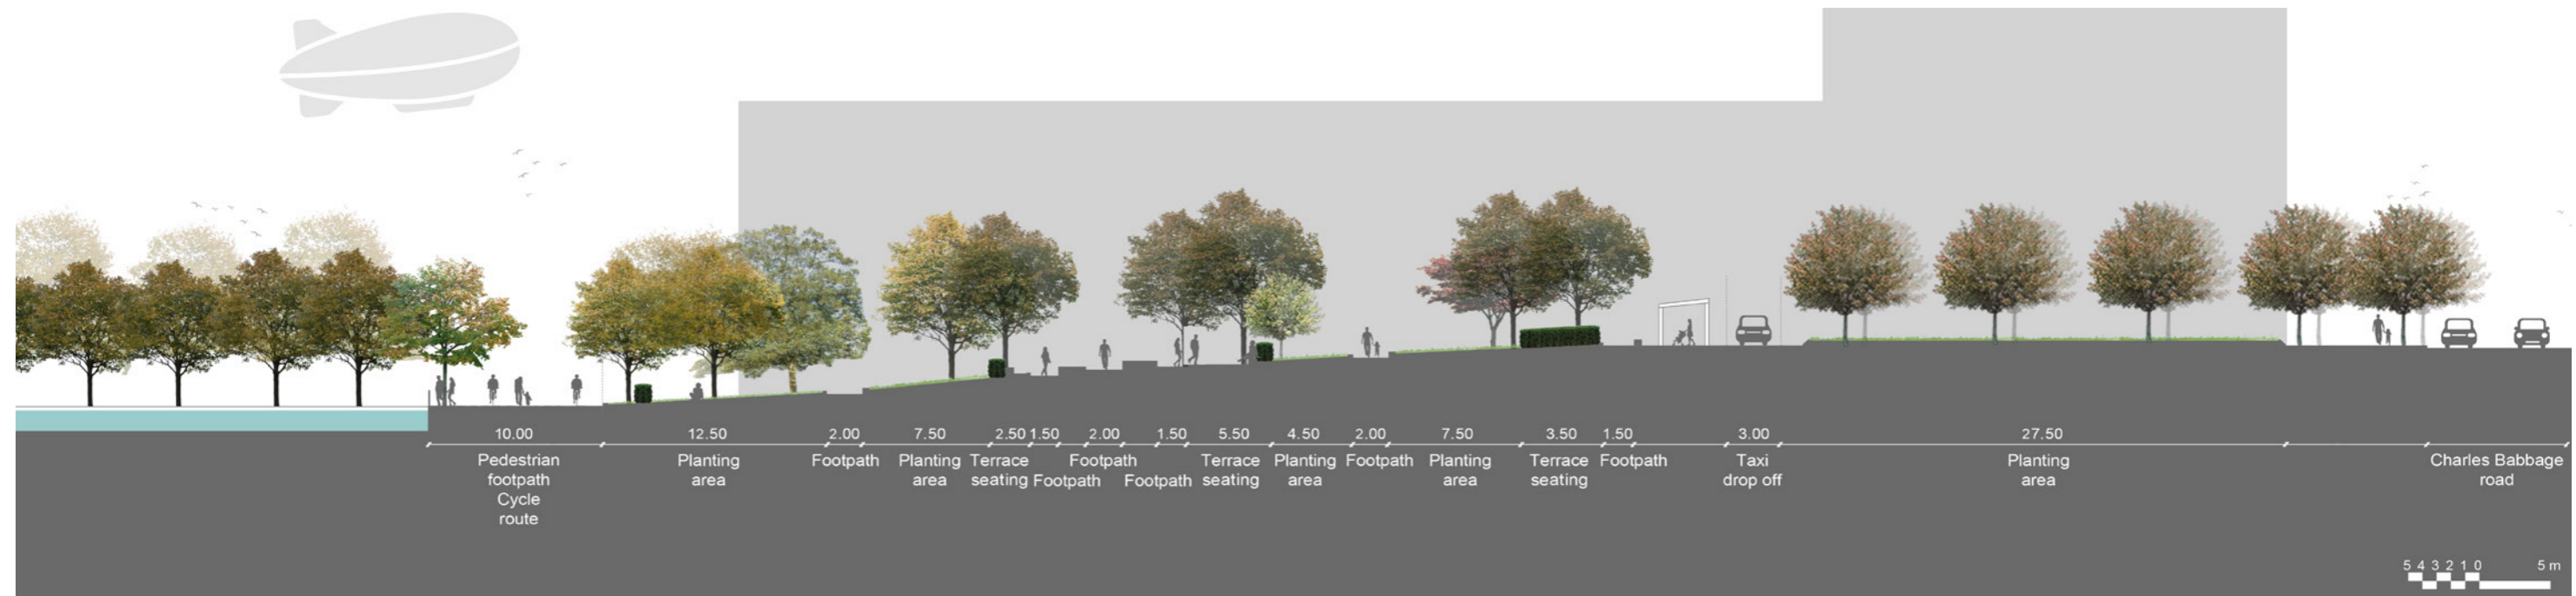 10.00 12.50 2.00 7.50 2.50 1.50 2.00 1.50 5.50 4.50 2.00 7.50 3.50 1.50 3.00 27.50
Pedestrian
footpath
Cycle
route
Planting
area
Footpath
Planting
area
Terrace
seating
Footpath
Footpath
Footpath
Terrace
seating
Planting
area
Footpath
Planting
area
Terrace
seating
Footpath
Taxi
drop off
Planting
area
Charles Babbage
road
5 4 3 2 1 0 5 m